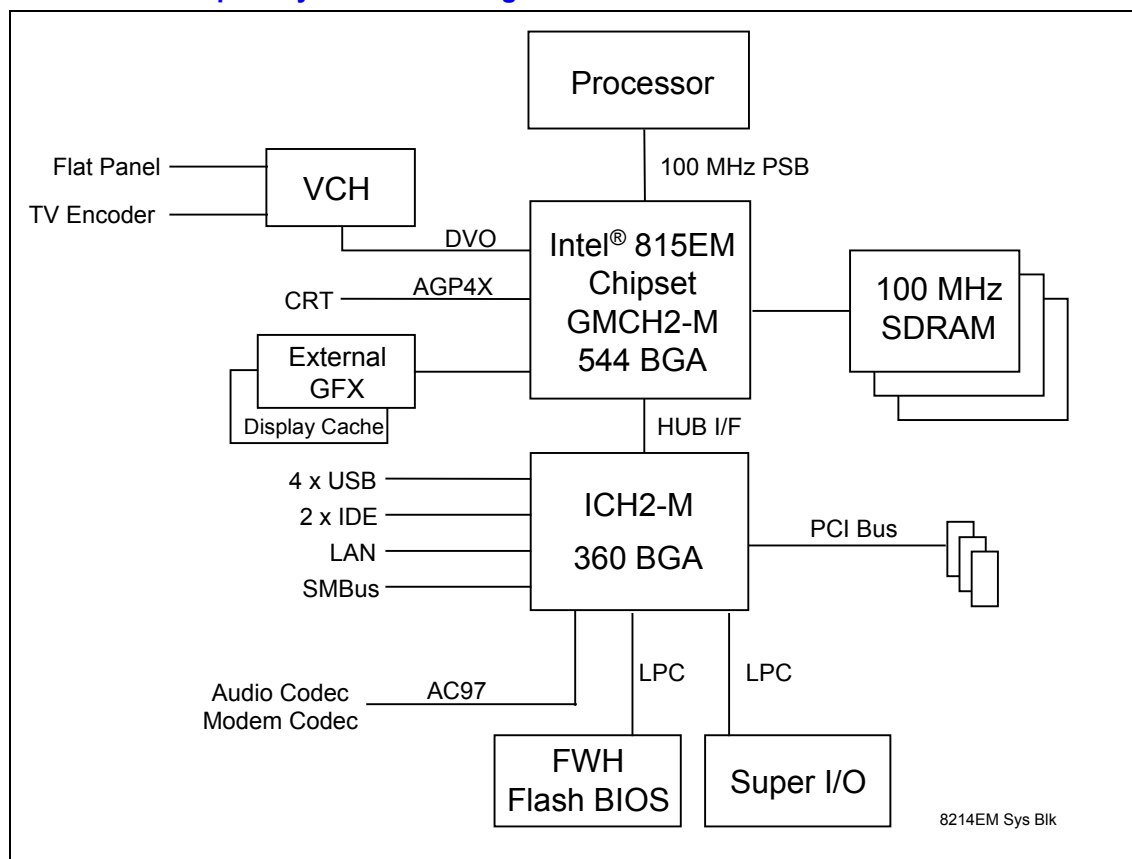 Processor
100 MHz PSB
Flat Panel
TV Encoder
VCH
DVO
CRT
AGP4X
Intel® 815EM
Chipset
GMCH2-M
544 BGA
100 MHz
SDRAM
External
GFX
Display Cache
HUB I/F
4 x USB
2 x IDE
LAN
SMBus
ICH2-M
360 BGA
PCI Bus
Audio Codec
Modem Codec
AC97
LPC
LPC
FWH
Flash BIOS
Super I/O
8214EM Sys Blk